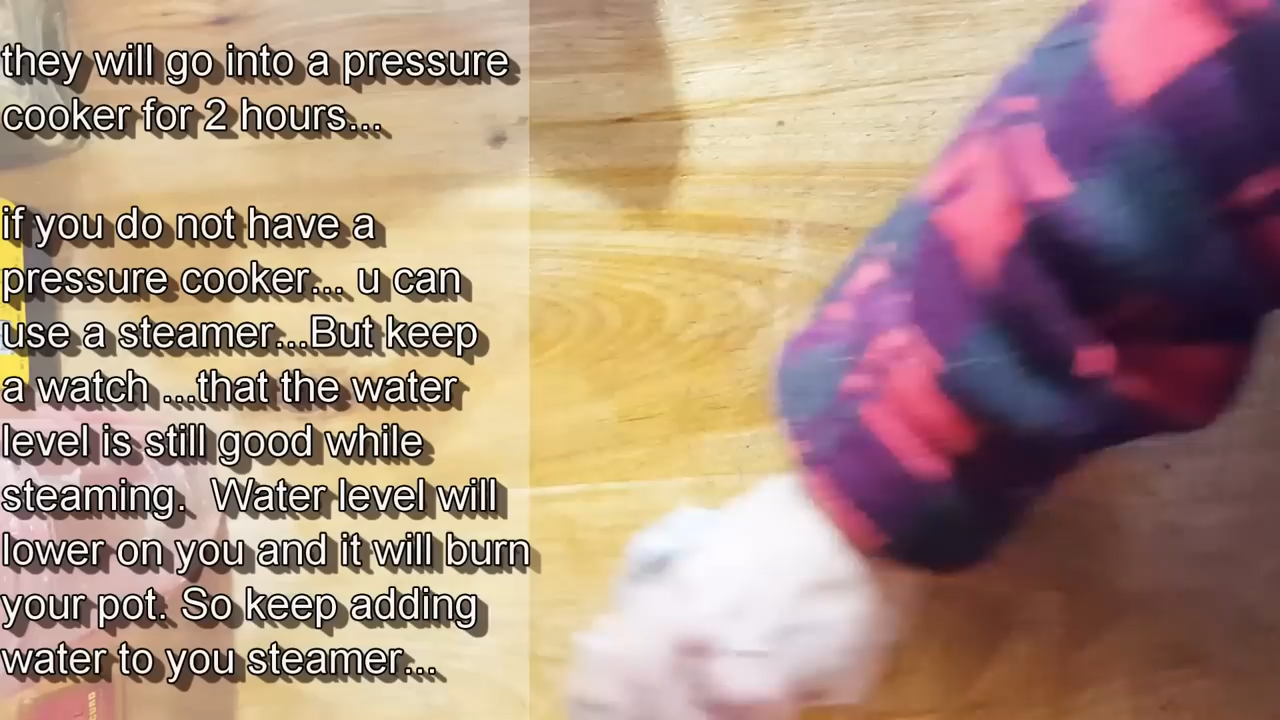 they will go into a pressure
cooker for 2 hours...
if you do not have a
pressure cooker... u can
use a steamer...But keep
a watch ...that the water
level is still good while
steaming.  Water level will
lower on you and it will burn
your pot. So keep adding
water to you steamer...